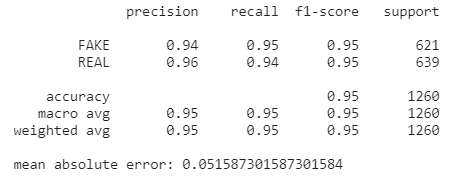 precision recall f1-score support
FAKE 0.94 0.95 0.95 621
REAL 0.96 0.94 0.95 639
accuracy 0.95 1260
macro avg 0.95 0.95 0.95 1260
weighted avg 0.95 0.95 0.95 1260
mean absolute error: 0.051587301587301584